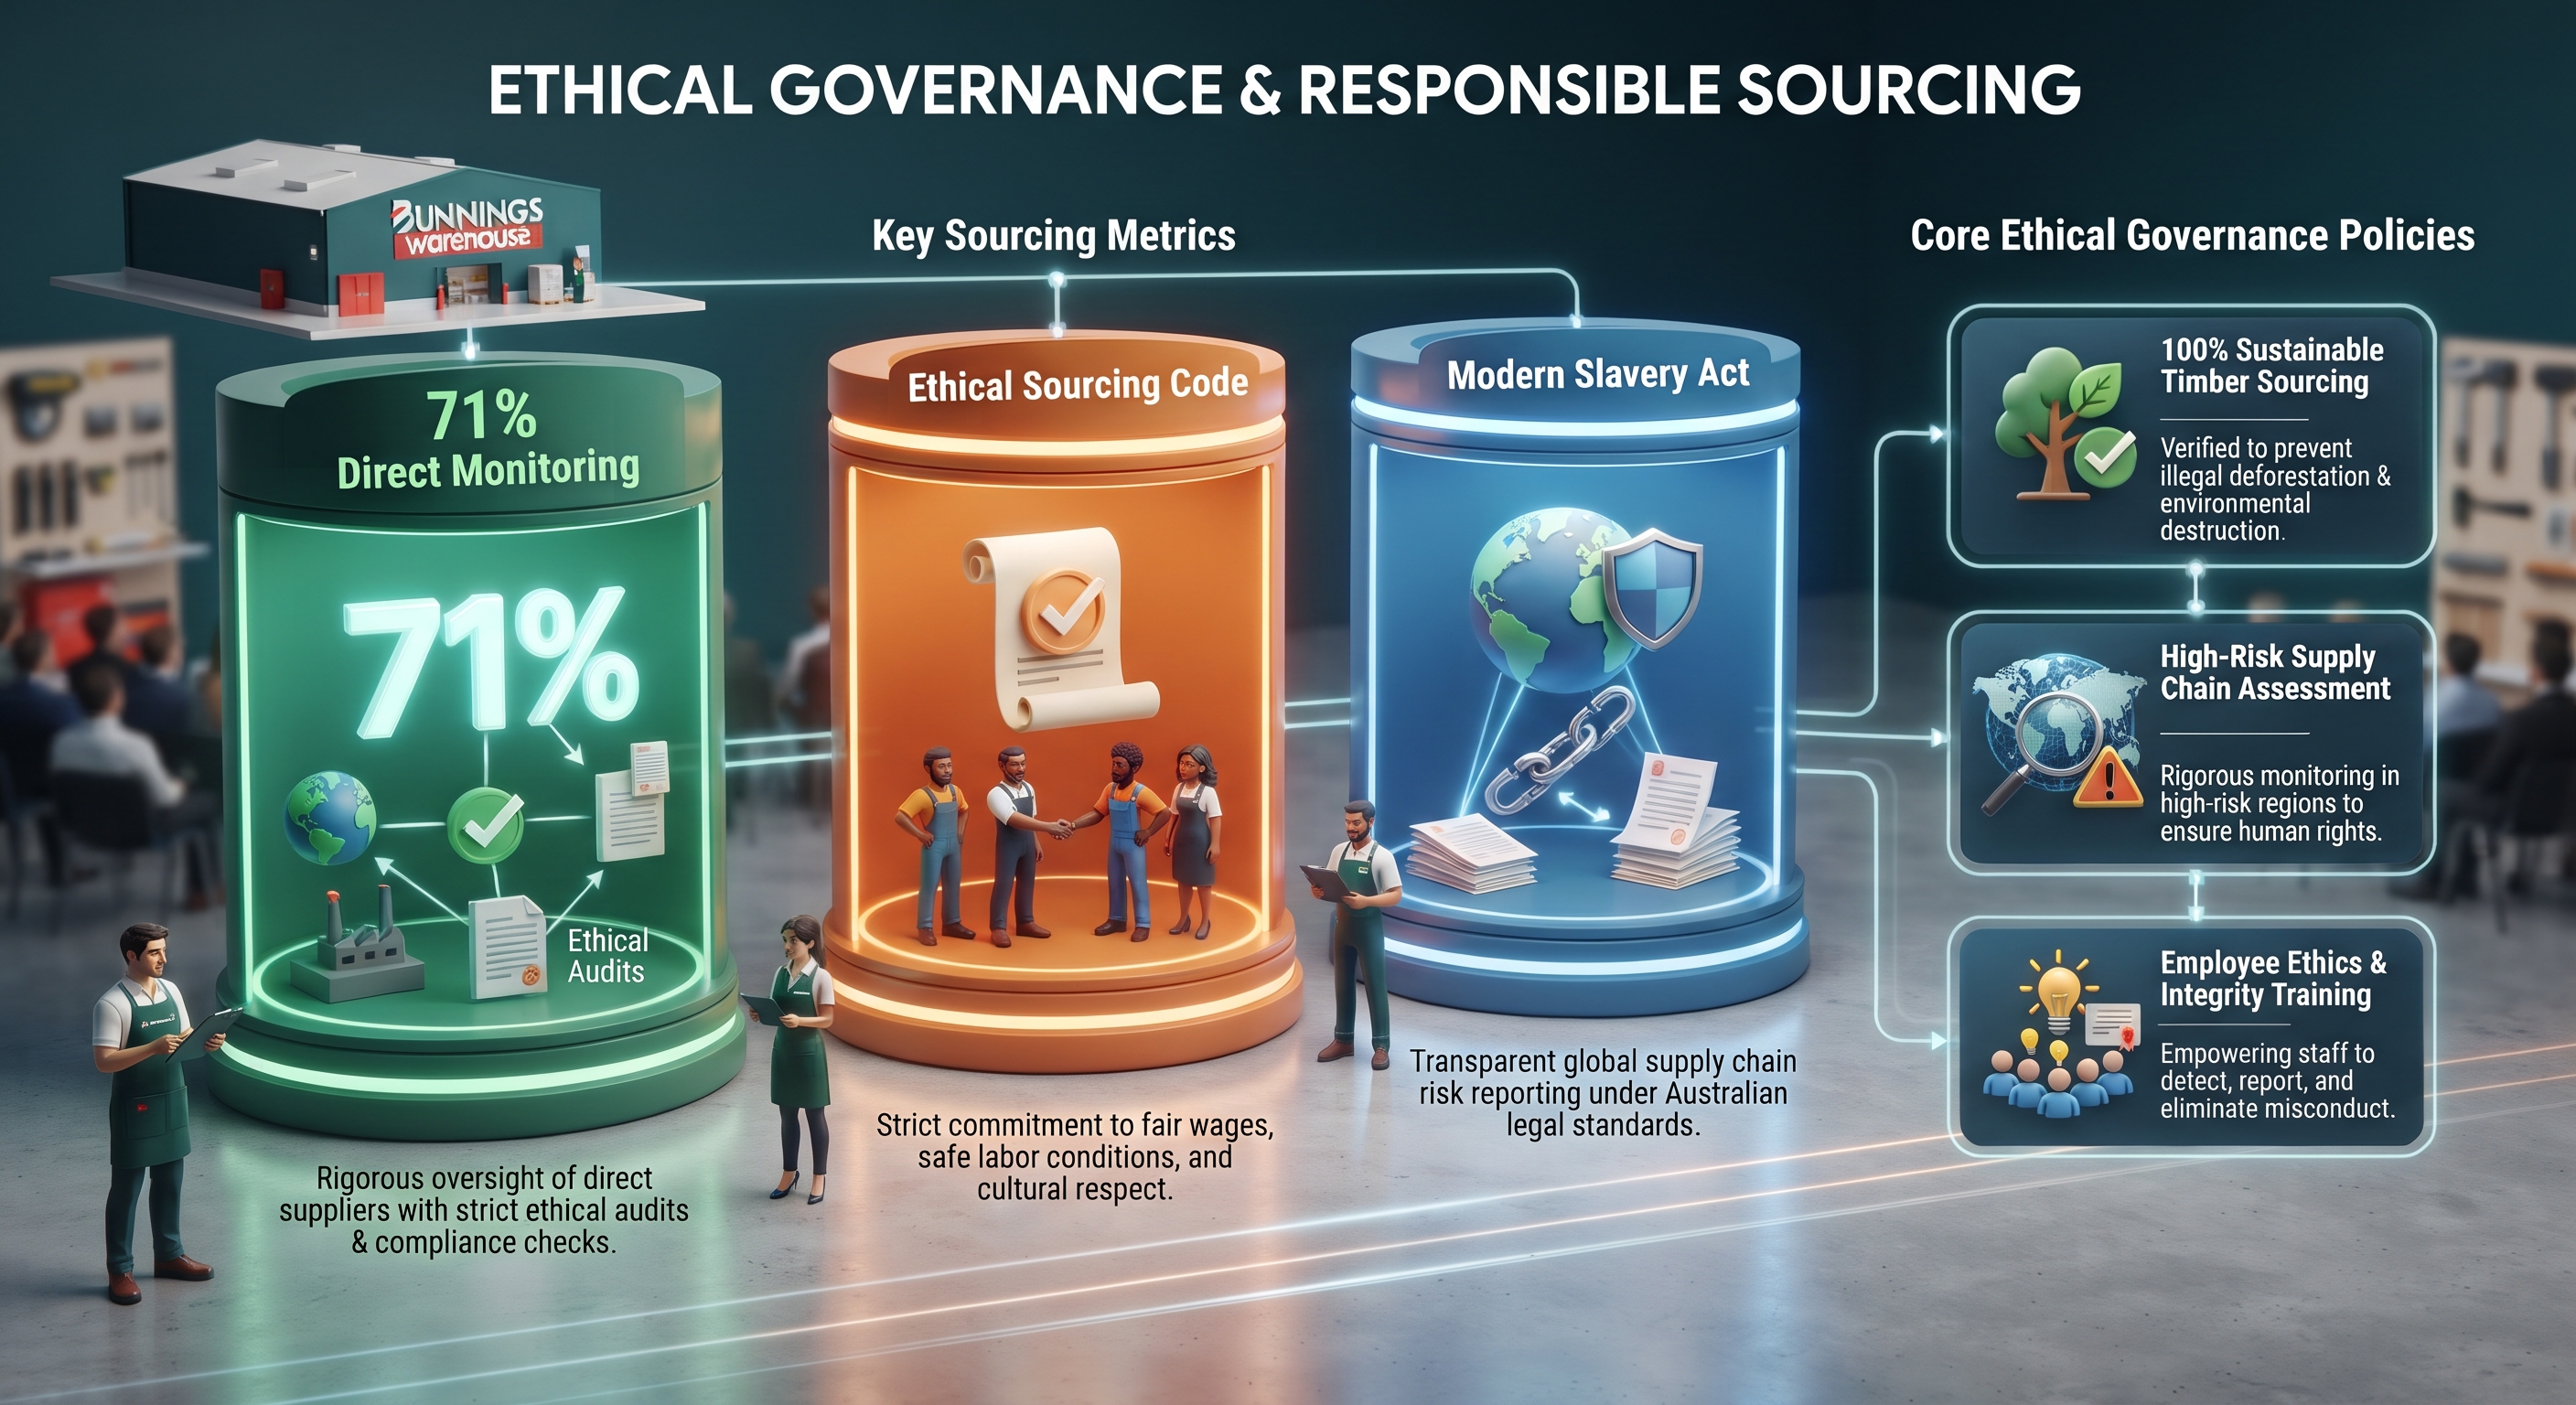 ETHICAL GOVERNANCE & RESPONSIBLE SOURCING
BUNNINGS
warehouse
Key Sourcing Metrics
71%
Direct Monitoring
71%
Ethical
Audits
Rigorous oversight of direct
suppliers with strict ethical audits
& compliance checks.
Ethical Sourcing Code
Strict commitment to fair wages,
safe labor conditions, and
cultural respect.
Modern Slavery Act
Transparent global supply chain
risk reporting under Australian
legal standards.
Core Ethical Governance Policies
100% Sustainable
Timber Sourcing
Verified to prevent
illegal deforestation &
environmental
destruction.
High-Risk Supply
Chain Assessment
Rigorous monitoring in
high-risk regions to
ensure human rights.
Employee Ethics &
Integrity Training
Empowering staff to
detect, report, and
eliminate misconduct.